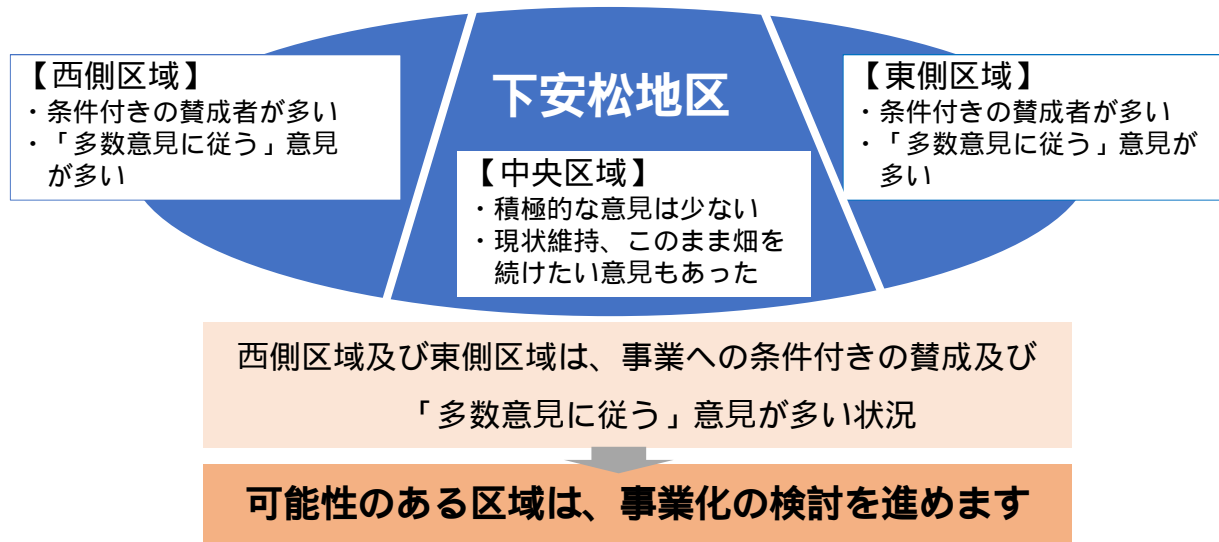 下安松地区
【西側区域】
・条件付きの賛成者が多い
・「多数意見に従う」意見
が多い
【中央区域】
・積極的な意見は少ない
・現状維持、このまま畑を
続けたい意見もあった
【東側区域】
・条件付きの賛成者が多い
・「多数意見に従う」意見が
多い
西側区域及び東側区域は、事業への条件付きの賛成及び
「多数意見に従う」意見が多い状況
可能性のある区域は、事業化の検討を進めます